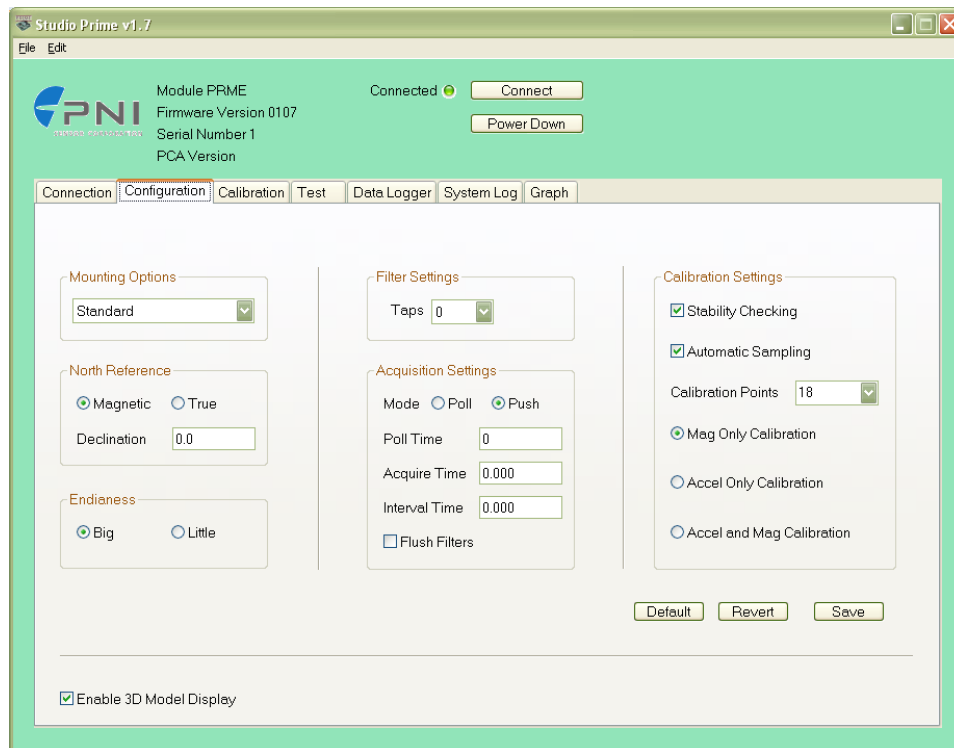 Studio Prime v1.7
File Edit
PNI
Module PRME
Firmware Version 0107
Serial Number 1
PCA Version
Connected
Connect
Power Down
Connection Configuration Calibration Test Data Logger System Log Graph
Mounting Options
Standard
North Reference
Magnetic True
Declination 0.0
Endianess
Big Little
Filter Settings
Taps 0
Acquisition Settings
Mode Poll Push
Poll Time 0
Acquire Time 0.000
Interval Time 0.000
Flush Filters
Calibration Settings
Stability Checking
Automatic Sampling
Calibration Points 18
Mag Only Calibration
Accel Only Calibration
Accel and Mag Calibration
Default Revert Save
Enable 3D Model Display